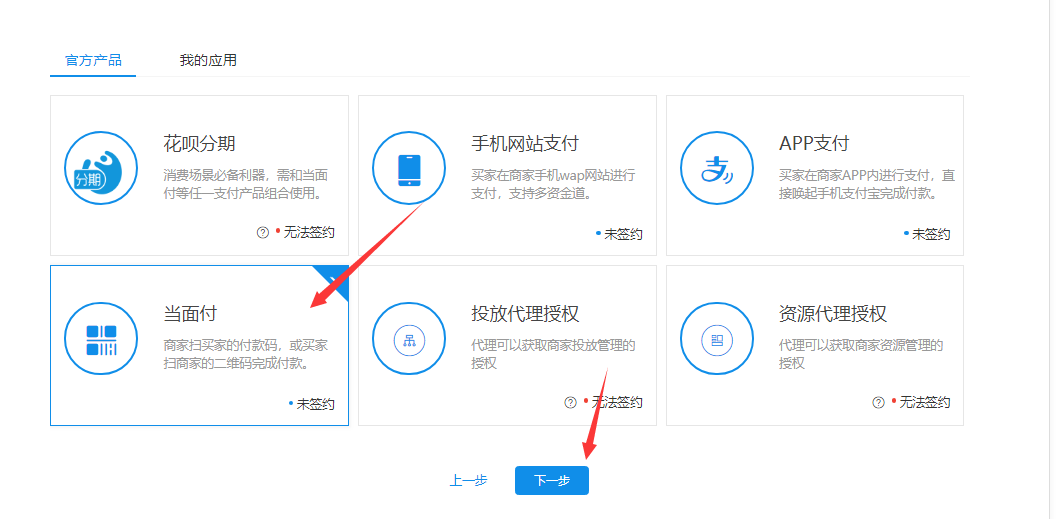 官方产品 我的应用
花呗分期 手机网站支付 APP支付
分期
消费场景必备利器，需和当面 买家在商家手机wap网站进行 买家在商家APP内进行支付，直
付等任一支付产品组合使用。 支付，支持多资金道。 接唤起手机支付宝完成付款。
无法签约 未签约 未签约
当面付 投放代理授权 资源代理授权
商家扫买家的付款码，或买家 代理可以获取商家投放管理的 代理可以获取商家资源管理的
扫商家的二维码完成付款。 授权 授权
未签约 无法签约 无法签约
上一步 下一步